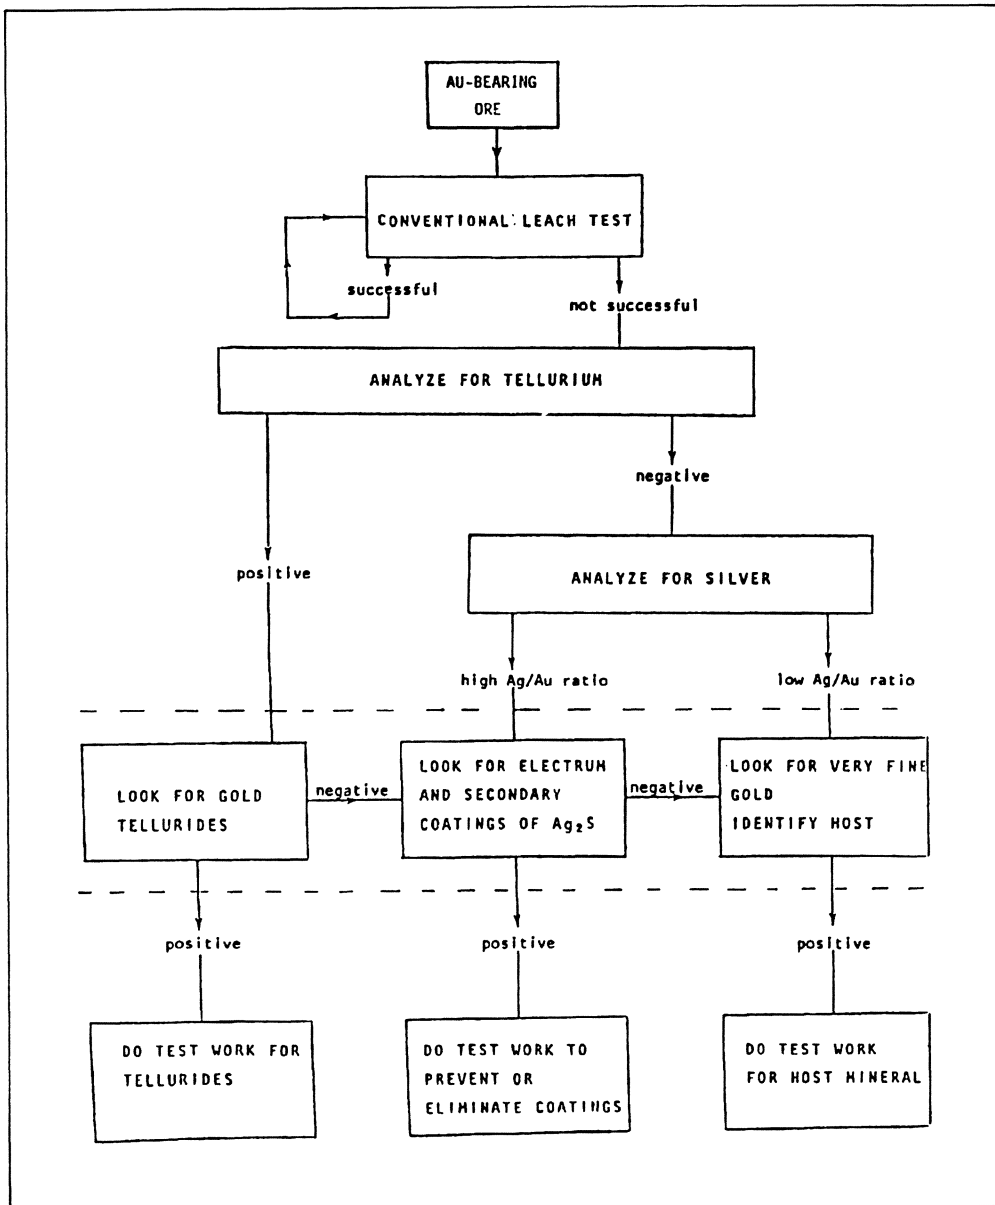 AU-BEARING
ORE
CONVENTIONAL: LEACH TEST
successful
not successful
ANALYZE FOR TELLURIUM
negative
positive
ANALYZE FOR SILVER
high Ag/Au ratio
low Ag/Au ratio
LOOK FOR GOLD
TELLURIDES
negative
LOOK FOR ELECTRUM
AND SECONDARY
COATINGS OF Ag₂S
negative
LOOK FOR VERY FINE
GOLD
IDENTIFY HOST
positive
positive
positive
DO TEST WORK FOR
TELLURIDES
DO TEST WORK TO
PREVENT OR
ELIMINATE COATINGS
DO TEST WORK
FOR HOST MINERAL